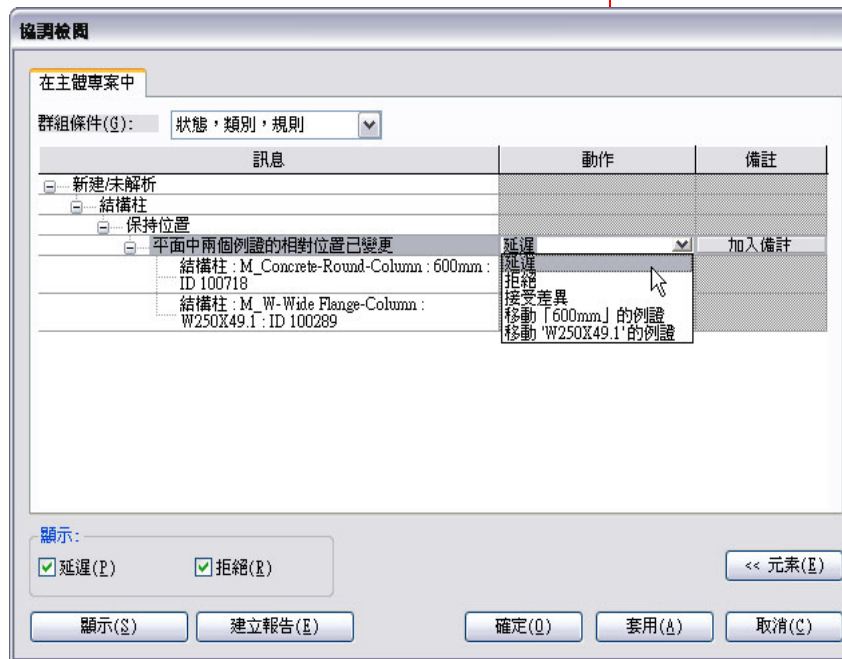 協調檢閱
在主體專案中
群組條件(G):
狀態，類別，規則
訊息 動作 備註
新建/未解析
結構柱
保持位置
平面中兩個例證的相對位置已變更 延遲 加入備註
結構柱 : M_Concrete-Round-Column : 600mm :
ID 100718
結構柱 : M_W-Wide Flange-Column :
W250X49.1 : ID 100289
延遲
拒絕
接受差異
移動「600mm」的例證
移動 'W250X49.1'的例證
顯示:
延遲(P) 拒絕(R)
<< 元素(E)
顯示(S) 建立報告(E) 確定(O) 套用(A) 取消(C)